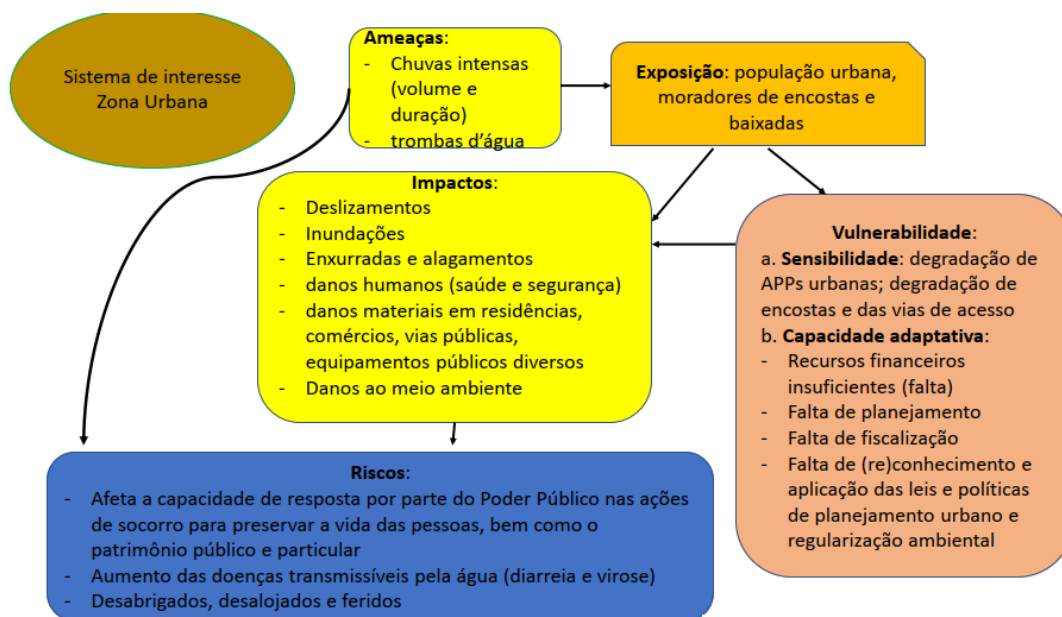 Sistema de interesse
Zona Urbana
Ameaças:
- Chuvas intensas
(volume e
duração)
- trombas d'água
Exposição: população urbana,
moradores de encostas e
baixadas
Impactos:
- Deslizamentos
- Inundações
- Enxurradas e alagamentos
- danos humanos (saúde e segurança)
- danos materiais em residências,
comércios, vias públicas,
equipamentos públicos diversos
- Danos ao meio ambiente
Vulnerabilidade:
a. Sensibilidade: degradação de
APPs urbanas; degradação de
encostas e das vias de acesso
b. Capacidade adaptativa:
- Recursos financeiros
insuficientes (falta)
- Falta de planejamento
- Falta de fiscalização
- Falta de (re)conhecimento e
aplicação das leis e políticas
de planejamento urbano e
regularização ambiental
Riscos:
- Afeta a capacidade de resposta por parte do Poder Público nas ações
de socorro para preservar a vida das pessoas, bem como o
patrimônio público e particular
- Aumento das doenças transmissíveis pela água (diarreia e virose)
- Desabrigados, desalojados e feridos